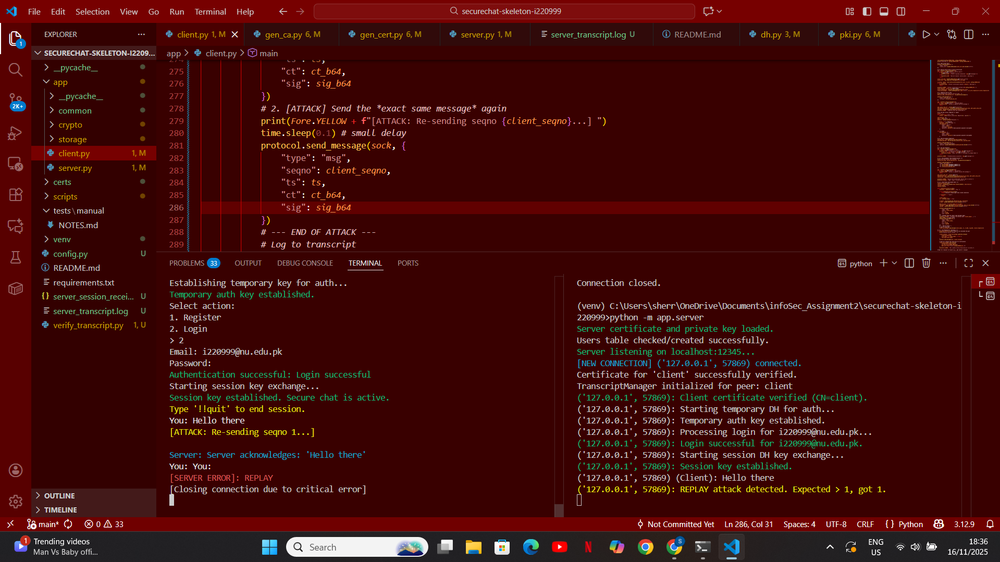 File Edit Selection View Go Run Terminal Help
securechat-skeleton-i220999
EXPLORER
client.py 1, M
gen_ca.py 6, M
gen_cert.py 6, M
server.py 1, M
server_transcript.log U
README.md
dh.py 3, M
pki.py 6, M
1
2K+
SECURECHAT-SKELETON-I2209...
__pycache__
app
__pycache__
common
crypto
storage
client.py 1, M
server.py 1, M
certs
scripts
tests\manual
NOTES.md
venv
config.py U
README.md
requirements.txt
server_session_recei... U
server_transcript.log U
verify_transcript.py 1, U
OUTLINE
TIMELINE
app > client.py > main
274 "ts": ts,
275 "ct": ct_b64,
276 "sig": sig_b64
277 })
278 # 2. [ATTACK] Send the *exact same message* again
279 print(Fore.YELLOW + f"[ATTACK: Re-sending seqno {client_seqno}...] ")
280 time.sleep(0.1) # small delay
281 protocol.send_message(sock, {
282 "type": "msg",
283 "seqno": client_seqno,
284 "ts": ts,
285 "ct": ct_b64,
286 "sig": sig_b64
287 })
288 # --- END OF ATTACK ---
289 # Log to transcript
PROBLEMS 33 OUTPUT DEBUG CONSOLE TERMINAL PORTS
python
Establishing temporary key for auth...
Temporary auth key established.
Select action:
1. Register
2. Login
> 2
Email: i220999@nu.edu.pk
Password:
Authentication successful: Login successful
Starting session key exchange...
Session key established. Secure chat is active.
Type '!!quit' to end session.
You: Hello there
[ATTACK: Re-sending seqno 1...]
Server: Server acknowledges: 'Hello there'
You: You:
[SERVER ERROR]: REPLAY
[Closing connection due to critical error]
Connection closed.
(venv) C:\Users\sherr\OneDrive\Documents\infoSec_Assignment2\securechat-skeleton-i
220999>python -m app.server
Server certificate and private key loaded.
Users table checked/created successfully.
Server listening on localhost:12345...
[NEW CONNECTION] ('127.0.0.1', 57869) connected.
Certificate for 'client' successfully verified.
TranscriptManager initialized for peer: client
('127.0.0.1', 57869): Client certificate verified (CN=client).
('127.0.0.1', 57869): Starting temporary DH for auth...
('127.0.0.1', 57869): Temporary auth key established.
('127.0.0.1', 57869): Processing login for i220999@nu.edu.pk...
('127.0.0.1', 57869): Login successful for i220999@nu.edu.pk.
('127.0.0.1', 57869): Starting session DH key exchange...
('127.0.0.1', 57869): Session key established.
('127.0.0.1', 57869) (Client): Hello there
('127.0.0.1', 57869): REPLAY attack detected. Expected > 1, got 1.
main* 0 33
Not Committed Yet Ln 286, Col 31 Spaces: 4 UTF-8 CRLF {} Python 3.12.9
1
Trending videos
Man Vs Baby offi...
Search
S
ENG
US
18:36
16/11/2025